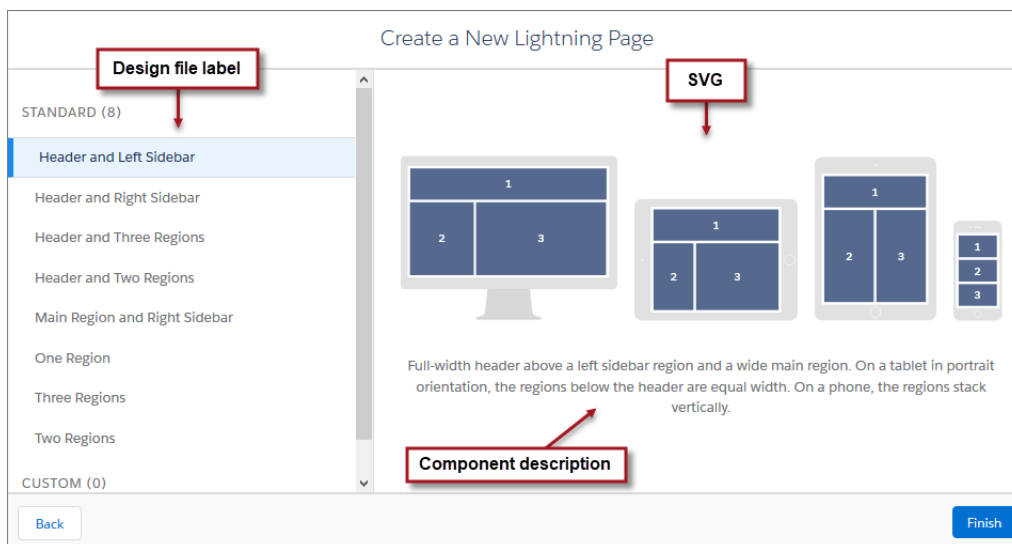 Create a New Lightning Page
Design file label
SVG
STANDARD (8)
Header and Left Sidebar
Header and Right Sidebar
Header and Three Regions
Header and Two Regions
Main Region and Right Sidebar
One Region
Three Regions
Two Regions
CUSTOM (0)
1
2 3
1
2 3
1
2 3
1
2
3
Full-width header above a left sidebar region and a wide main region. On a tablet in portrait
orientation, the regions below the header are equal width. On a phone, the regions stack
vertically.
Component description
Back
Finish